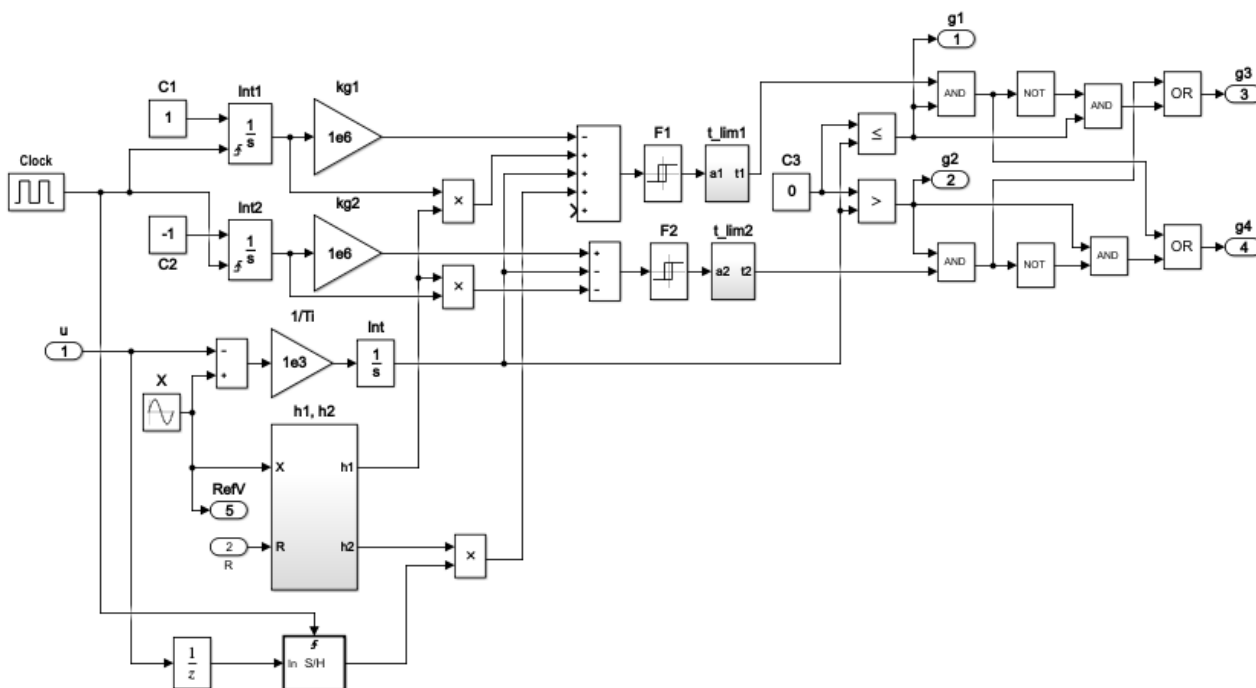 g1
1
C1
1
Int1
1
s
kg1
1e6
AND
NOT
AND
OR
g3
3
Clock
-
+
+
+
F1
t_lim1
a1
t1
C3
0
≤
>
g2
2
×
kg2
1e6
C2
-1
Int2
1
s
×
+
-
-
F2
t_lim2
a2
t2
AND
NOT
AND
OR
g4
4
u
1
-
+
1/Ti
1e3
Int
1
s
X
h1, h2
X
h1
R
h2
RefV
5
2
R
×
1
z
In
S/H